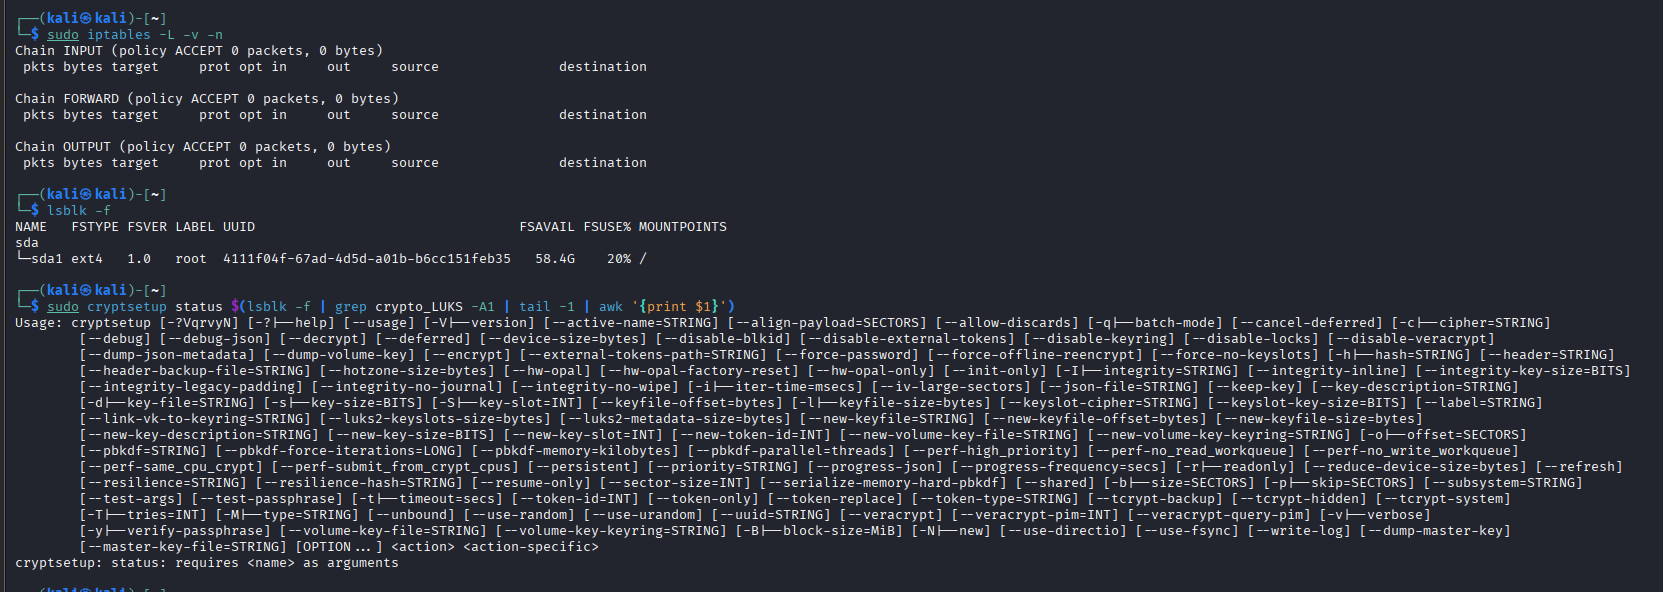 ┌──(kali㉿kali)-[~]
└─$ sudo iptables -L -v -n
Chain INPUT (policy ACCEPT 0 packets, 0 bytes)
 pkts bytes target     prot opt in     out     source               destination

Chain FORWARD (policy ACCEPT 0 packets, 0 bytes)
 pkts bytes target     prot opt in     out     source               destination

Chain OUTPUT (policy ACCEPT 0 packets, 0 bytes)
 pkts bytes target     prot opt in     out     source               destination

┌──(kali㉿kali)-[~]
└─$ lsblk -f
NAME   FSTYPE FSVER LABEL UUID                                 FSAVAIL FSUSE% MOUNTPOINTS
sda
└─sda1 ext4   1.0   root  4111f04f-67ad-4d5d-a01b-b6cc151feb35   58.4G    20% /

┌──(kali㉿kali)-[~]
└─$ sudo cryptsetup status $(lsblk -f | grep crypto_LUKS -A1 | tail -1 | awk '{print $1}')
Usage: cryptsetup [-?VqrvyN] [-?|--help] [--usage] [-V|--version] [--active-name=STRING] [--align-payload=SECTORS] [--allow-discards] [-q|--batch-mode] [--cancel-deferred] [-c|--cipher=STRING]
        [--debug] [--debug-json] [--decrypt] [--deferred] [--device-size=bytes] [--disable-blkid] [--disable-external-tokens] [--disable-keyring] [--disable-locks] [--disable-veracrypt]
        [--dump-json-metadata] [--dump-volume-key] [--encrypt] [--external-tokens-path=STRING] [--force-password] [--force-offline-reencrypt] [--force-no-keyslots] [-h|--hash=STRING] [--header=STRING]
        [--header-backup-file=STRING] [--hotzone-size=bytes] [--hw-opal] [--hw-opal-factory-reset] [--hw-opal-only] [--init-only] [-I|--integrity=STRING] [--integrity-inline] [--integrity-key-size=BITS]
        [--integrity-legacy-padding] [--integrity-no-journal] [--integrity-no-wipe] [-i|--iter-time=msecs] [--iv-large-sectors] [--json-file=STRING] [--keep-key] [--key-description=STRING]
        [-d|--key-file=STRING] [-s|--key-size=BITS] [-S|--key-slot=INT] [--keyfile-offset=bytes] [-l|--keyfile-size=bytes] [--keyslot-cipher=STRING] [--keyslot-key-size=BITS] [--label=STRING]
        [--link-vk-to-keyring=STRING] [--luks2-keyslots-size=bytes] [--luks2-metadata-size=bytes] [--new-keyfile=STRING] [--new-keyfile-offset=bytes] [--new-keyfile-size=bytes]
        [--new-key-description=STRING] [--new-key-size=BITS] [--new-key-slot=INT] [--new-token-id=INT] [--new-volume-key-file=STRING] [--new-volume-key-keyring=STRING] [-o|--offset=SECTORS]
        [--pbkdf=STRING] [--pbkdf-force-iterations=LONG] [--pbkdf-memory=kilobytes] [--pbkdf-parallel=threads] [--perf-high_priority] [--perf-no_read_workqueue] [--perf-no_write_workqueue]
        [--perf-same_cpu_crypt] [--perf-submit_from_crypt_cpus] [--persistent] [--priority=STRING] [--progress-json] [--progress-frequency=secs] [-r|--readonly] [--reduce-device-size=bytes] [--refresh]
        [--resilience=STRING] [--resilience-hash=STRING] [--resume-only] [--sector-size=INT] [--serialize-memory-hard-pbkdf] [--shared] [-b|--size=SECTORS] [-p|--skip=SECTORS] [--subsystem=STRING]
        [--test-args] [--test-passphrase] [-t|--timeout=secs] [--token-id=INT] [--token-only] [--token-replace] [--token-type=STRING] [--tcrypt-backup] [--tcrypt-hidden] [--tcrypt-system]
        [-T|--tries=INT] [-M|--type=STRING] [--unbound] [--use-random] [--use-urandom] [--uuid=STRING] [--veracrypt] [--veracrypt-pim=INT] [--veracrypt-query-pim] [-v|--verbose]
        [-y|--verify-passphrase] [--volume-key-file=STRING] [--volume-key-keyring=STRING] [-B|--block-size=MiB] [-N|--new] [--use-directio] [--use-fsync] [--write-log] [--dump-master-key]
        [--master-key-file=STRING] [OPTION...] <action> <action-specific>
cryptsetup: status: requires <name> as arguments

┌──(kali㉿kali)-[~]